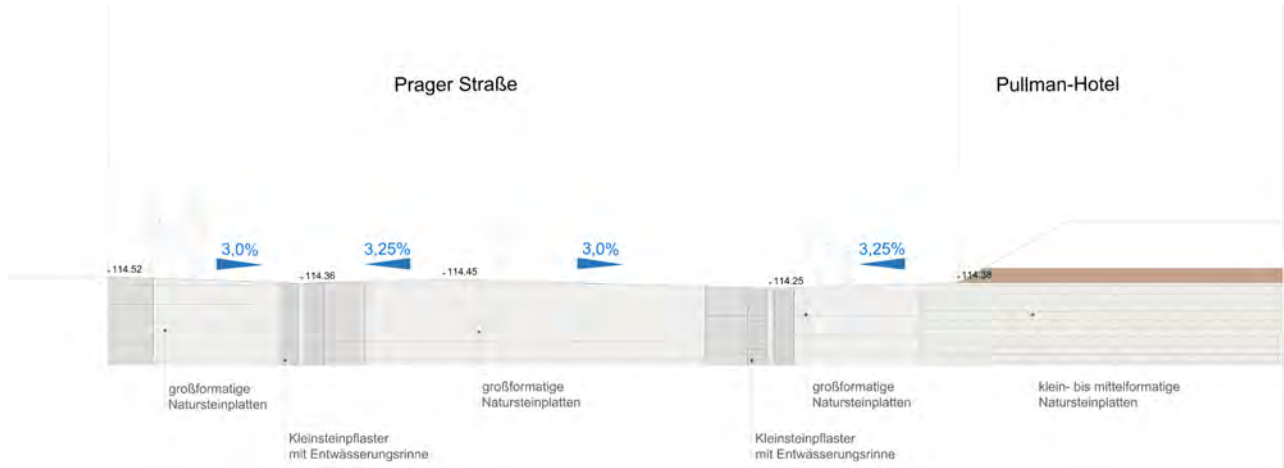 Prager Straße
Pullman-Hotel
3,0%
3,25%
3,0%
3,25%
114.52
114.36
114.45
114.25
114.38
großformatige
Natursteinplatten
großformatige
Natursteinplatten
großformatige
Natursteinplatten
klein- bis mittelformatige
Natursteinplatten
Kleinsteinpflaster
mit Entwässerungsrinne
Kleinsteinpflaster
mit Entwässerungsrinne